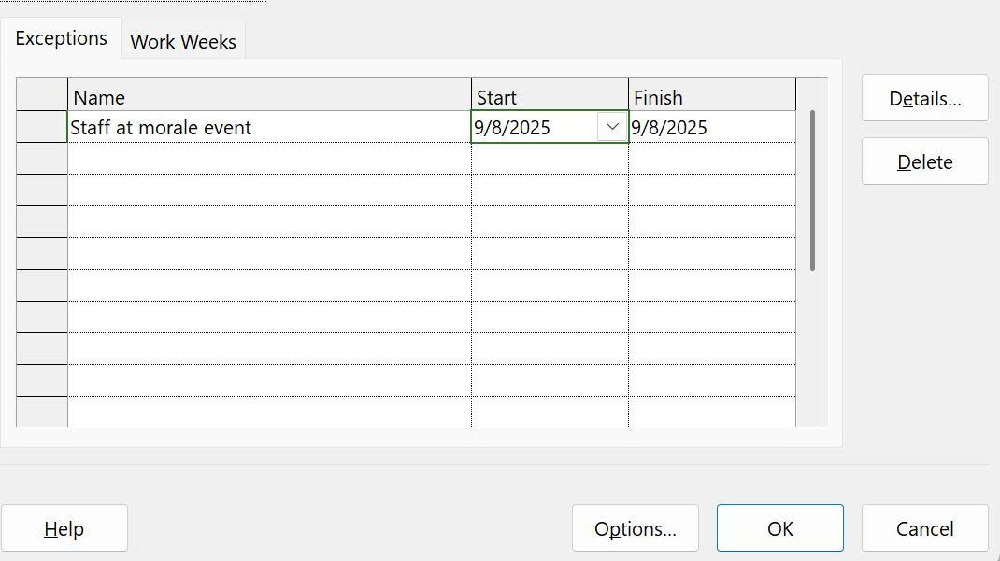 Exceptions Work Weeks
Name Start Finish
Staff at morale event 9/8/2025 9/8/2025
Details...
Delete
Help Options... OK Cancel